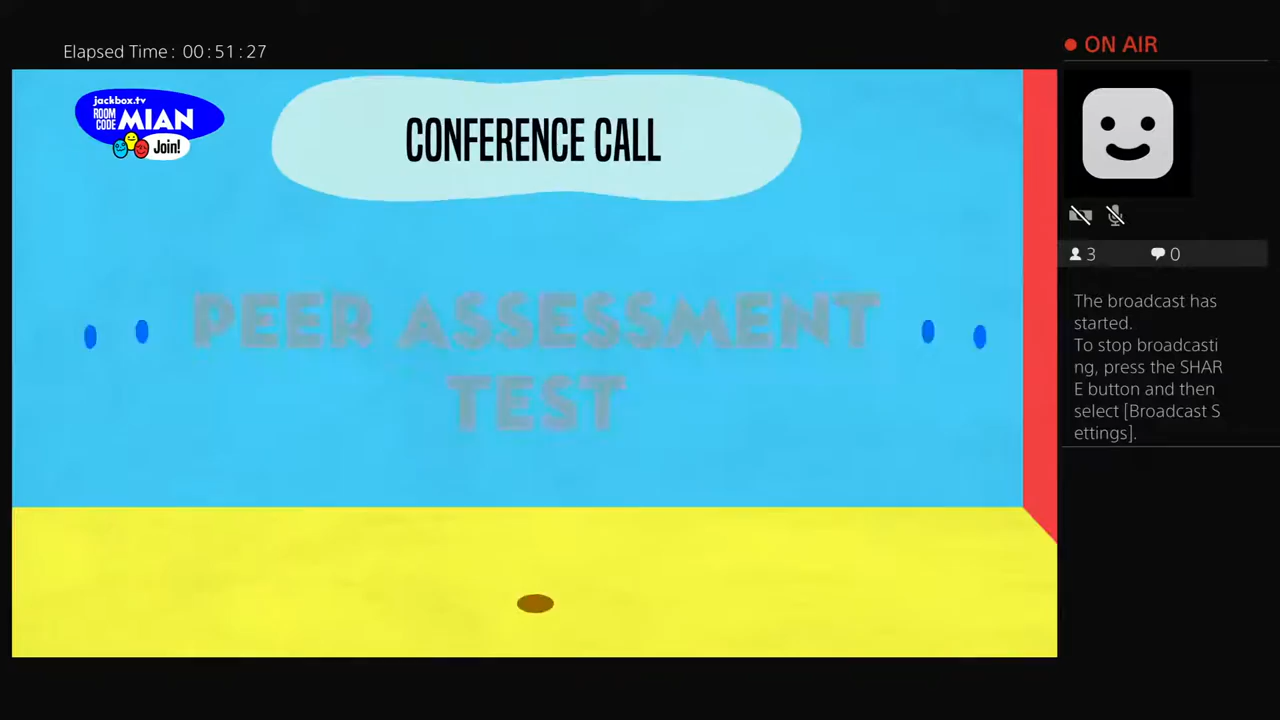 Elapsed Time: 00:51:27
ON AIR
jackbox.tv
ROOM CODE MIAN
Join!
CONFERENCE CALL
PEER ASSESSMENT
TEST
3 0
The broadcast has
started.
To stop broadcasti
ng, press the SHAR
E button and then
select [Broadcast S
ettings].